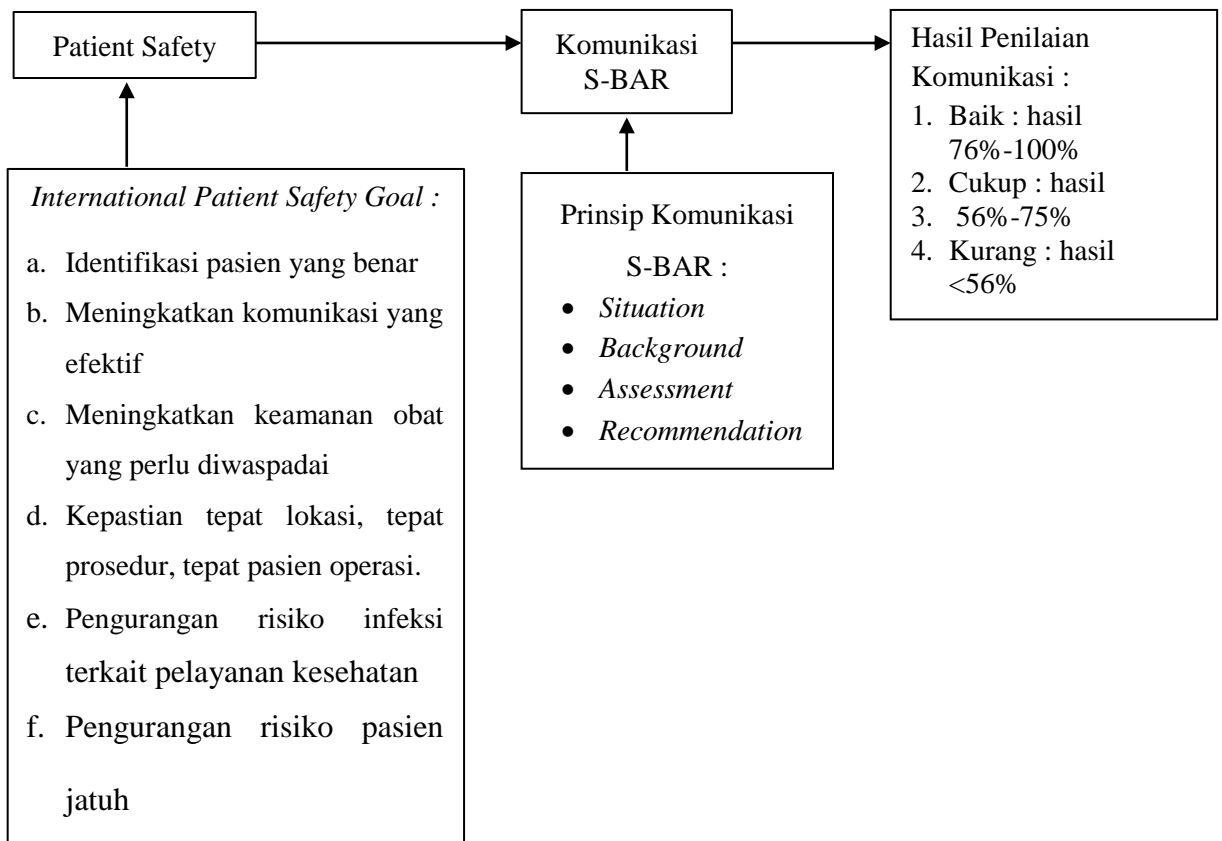 Patient Safety
Komunikasi
S-BAR
Hasil Penilaian
Komunikasi :
1. Baik : hasil
76%-100%
2. Cukup : hasil
3. 56%-75%
4. Kurang : hasil
<56%
International Patient Safety Goal :
a. Identifikasi pasien yang benar
b. Meningkatkan komunikasi yang
efektif
c. Meningkatkan keamanan obat
yang perlu diwaspadai
d. Kepastian tepat lokasi, tepat
prosedur, tepat pasien operasi.
e. Pengurangan risiko infeksi
terkait pelayanan kesehatan
f. Pengurangan risiko pasien
jatuh
Prinsip Komunikasi
S-BAR :
• Situation
• Background
• Assessment
• Recommendation